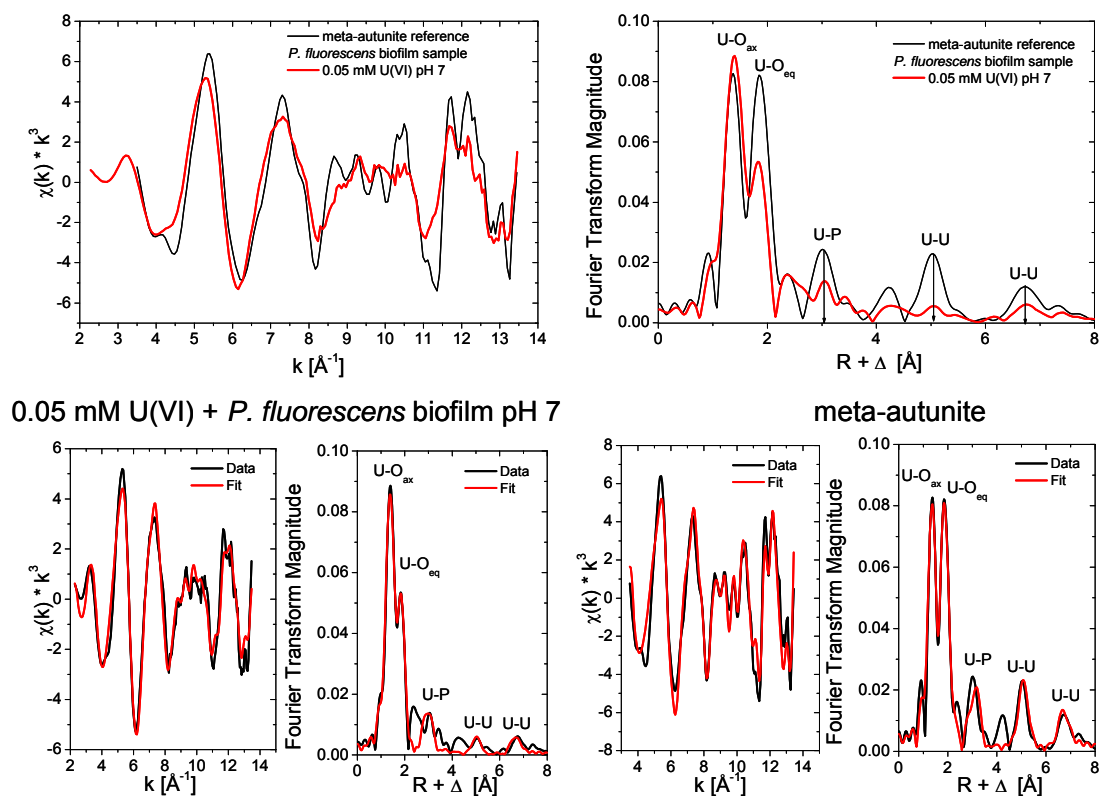 meta-autunite reference
P. fluorescens biofilm sample
0.05 mM U(VI) pH 7
χ(k) * k³
6
4
2
0
-2
-4
-6
2 3 4 5 6 7 8 9 10 11 12 13 14
k [Å⁻¹]
meta-autunite reference
P. fluorescens biofilm sample
0.05 mM U(VI) pH 7
U-Oax
U-Oeq
U-P
U-U
U-U
Fourier Transform Magnitude
0.10
0.08
0.06
0.04
0.02
0.00
0 2 4 6 8
R + Δ [Å]
0.05 mM U(VI) + P. fluorescens biofilm pH 7
Data
Fit
χ(k) * k³
6
4
2
0
-2
-4
-6
2 4 6 8 10 12 14
k [Å⁻¹]
Data
Fit
U-Oax
U-Oeq
U-P
U-U
U-U
Fourier Transform Magnitude
0.10
0.08
0.06
0.04
0.02
0.00
0 2 4 6 8
R + Δ [Å]
meta-autunite
Data
Fit
χ(k) * k³
8
6
4
2
0
-2
-4
-6
-8
4 6 8 10 12 14
k [Å⁻¹]
Data
Fit
U-Oax
U-Oeq
U-P
U-U
U-U
Fourier Transform Magnitude
0.10
0.08
0.06
0.04
0.02
0.00
0 2 4 6 8
R + Δ [Å]